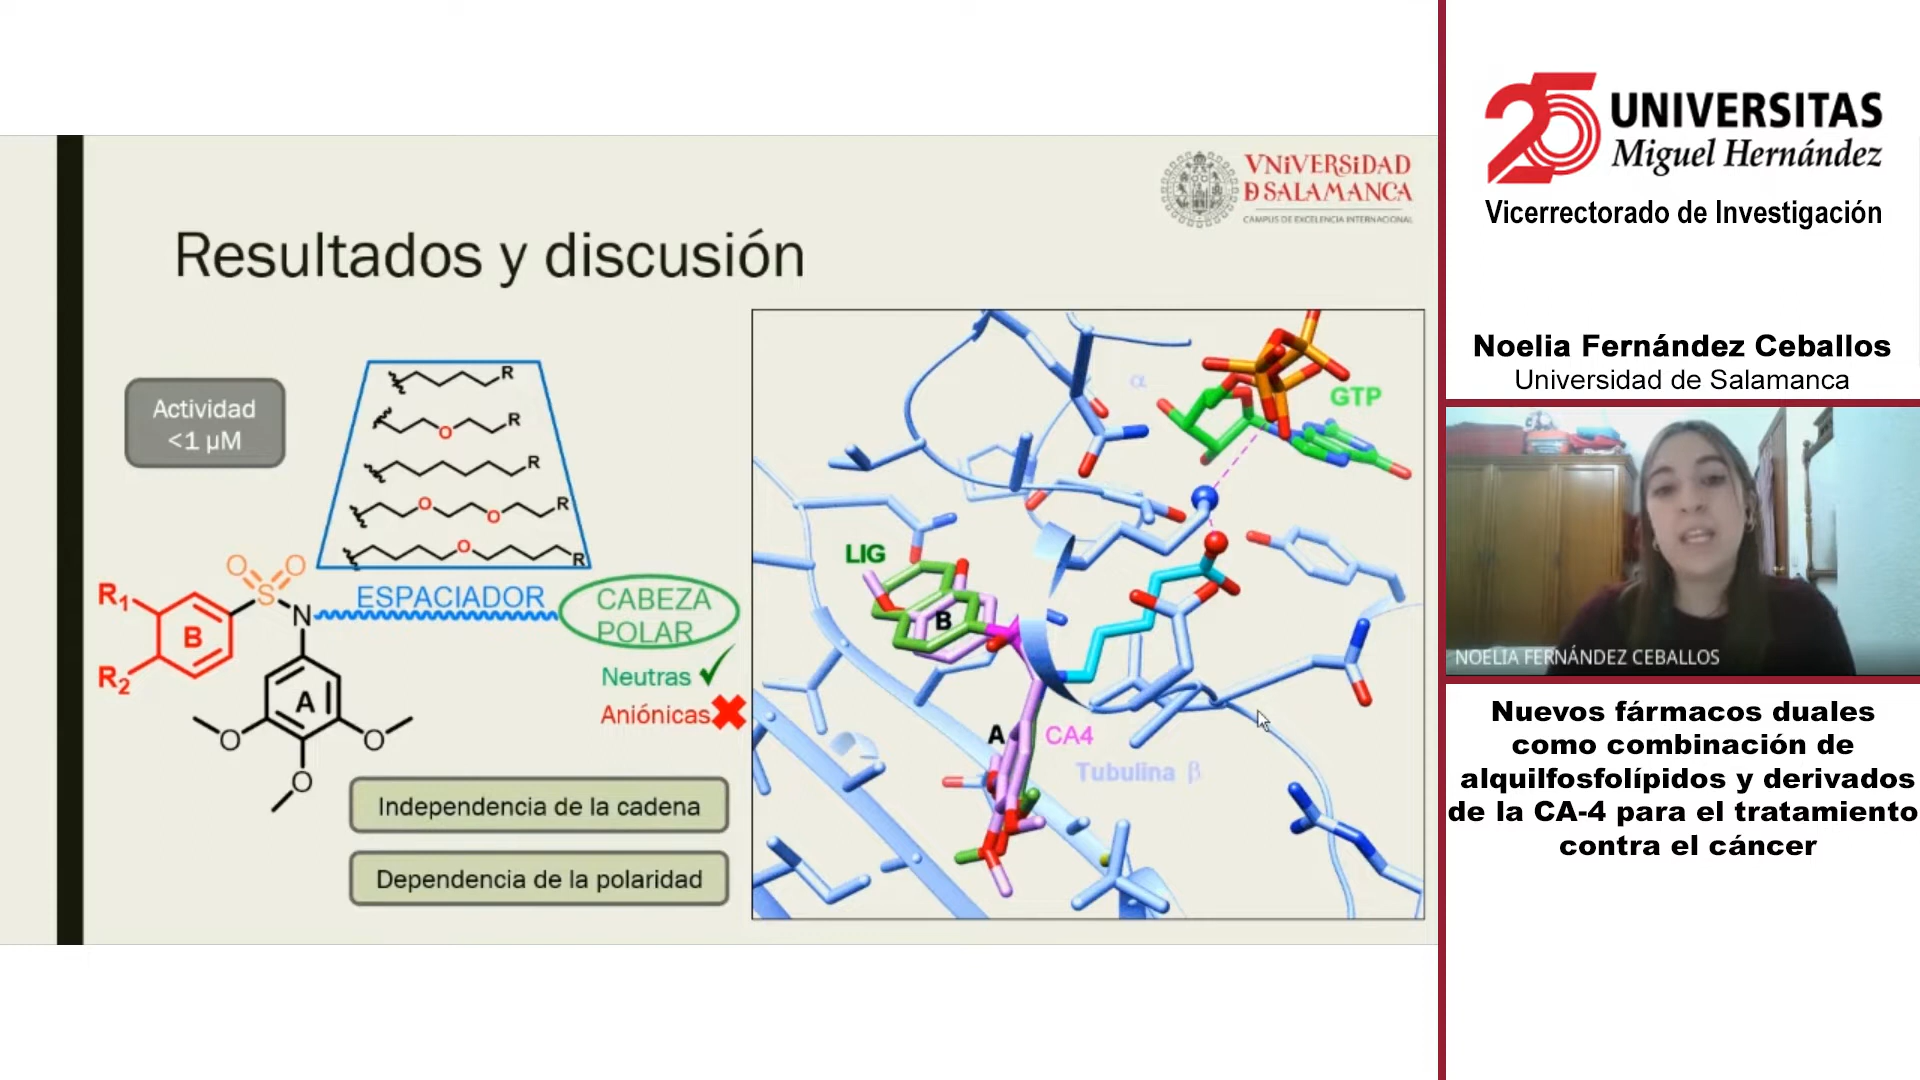 VNiVERSiDAD
D SALAMANCA
CAMPUS DE EXCELENCIA INTERNACIONAL
Resultados y discusión
Actividad
<1 µM
R
O R
R
O O R
O R
O O
S
N
R1
B
R2
A
O O
O
ESPACIADOR
CABEZA
POLAR
Neutras
Aniónicas
Independencia de la cadena
Dependencia de la polaridad
α
GTP
LIG
B
A
CA4
Tubulina β
25 UNIVERSITAS
Miguel Hernández
Vicerrectorado de Investigación
Noelia Fernández Ceballos
Universidad de Salamanca
NOELIA FERNÁNDEZ CEBALLOS
Nuevos fármacos duales
como combinación de
alquilfosfolípidos y derivados
de la CA-4 para el tratamiento
contra el cáncer